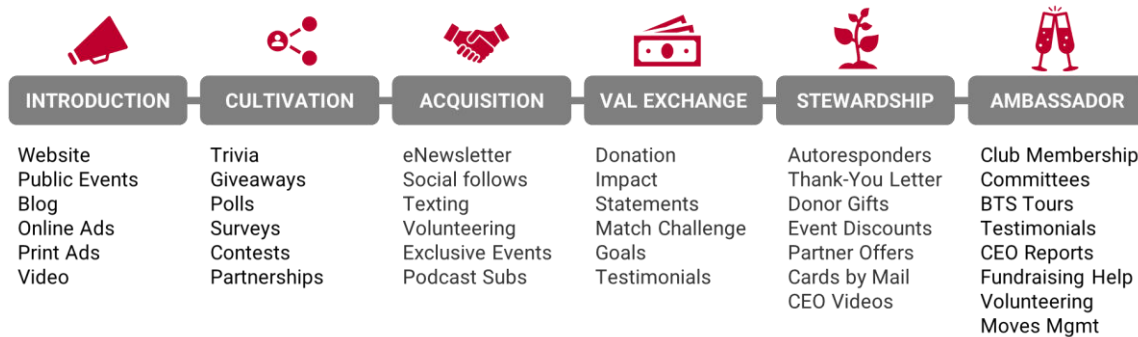 INTRODUCTION
Website
Public Events
Blog
Online Ads
Print Ads
Video
CULTIVATION
Trivia
Giveaways
Polls
Surveys
Contests
Partnerships
ACQUISITION
eNewsletter
Social follows
Texting
Volunteering
Exclusive Events
Podcast Subs
VAL EXCHANGE
Donation
Impact
Statements
Match Challenge
Goals
Testimonials
STEWARDSHIP
Autoresponders
Thank-You Letter
Donor Gifts
Event Discounts
Partner Offers
Cards by Mail
CEO Videos
AMBASSADOR
Club Membership
Committees
BTS Tours
Testimonials
CEO Reports
Fundraising Help
Volunteering
Moves Mgmt